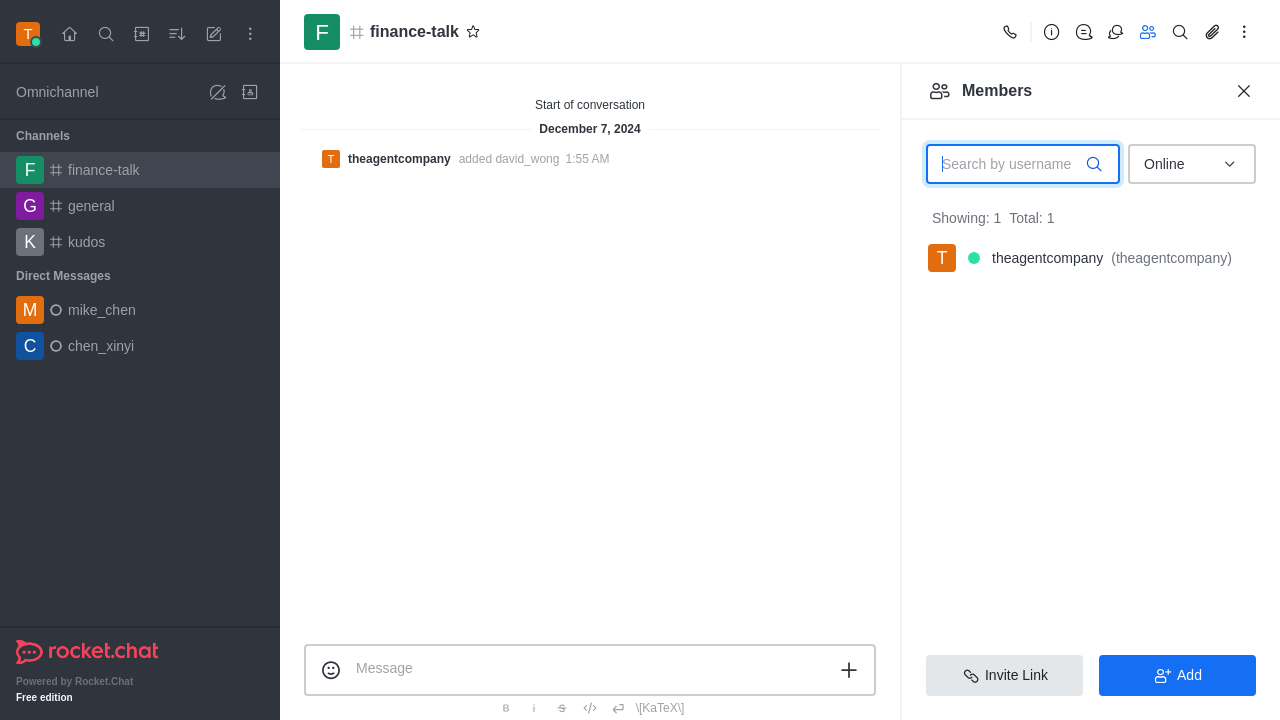 T
Omnichannel
Channels
F finance-talk
G general
K kudos
Direct Messages
M mike_chen
C chen_xinyi
rocket.chat
Powered by Rocket.Chat
Free edition
F finance-talk
Start of conversation
December 7, 2024
T theagentcompany added david_wong 1:55 AM
Message
B i S \[KaTeX\]
Members
Search by username
Online
Showing: 1 Total: 1
T theagentcompany (theagentcompany)
Invite Link
Add